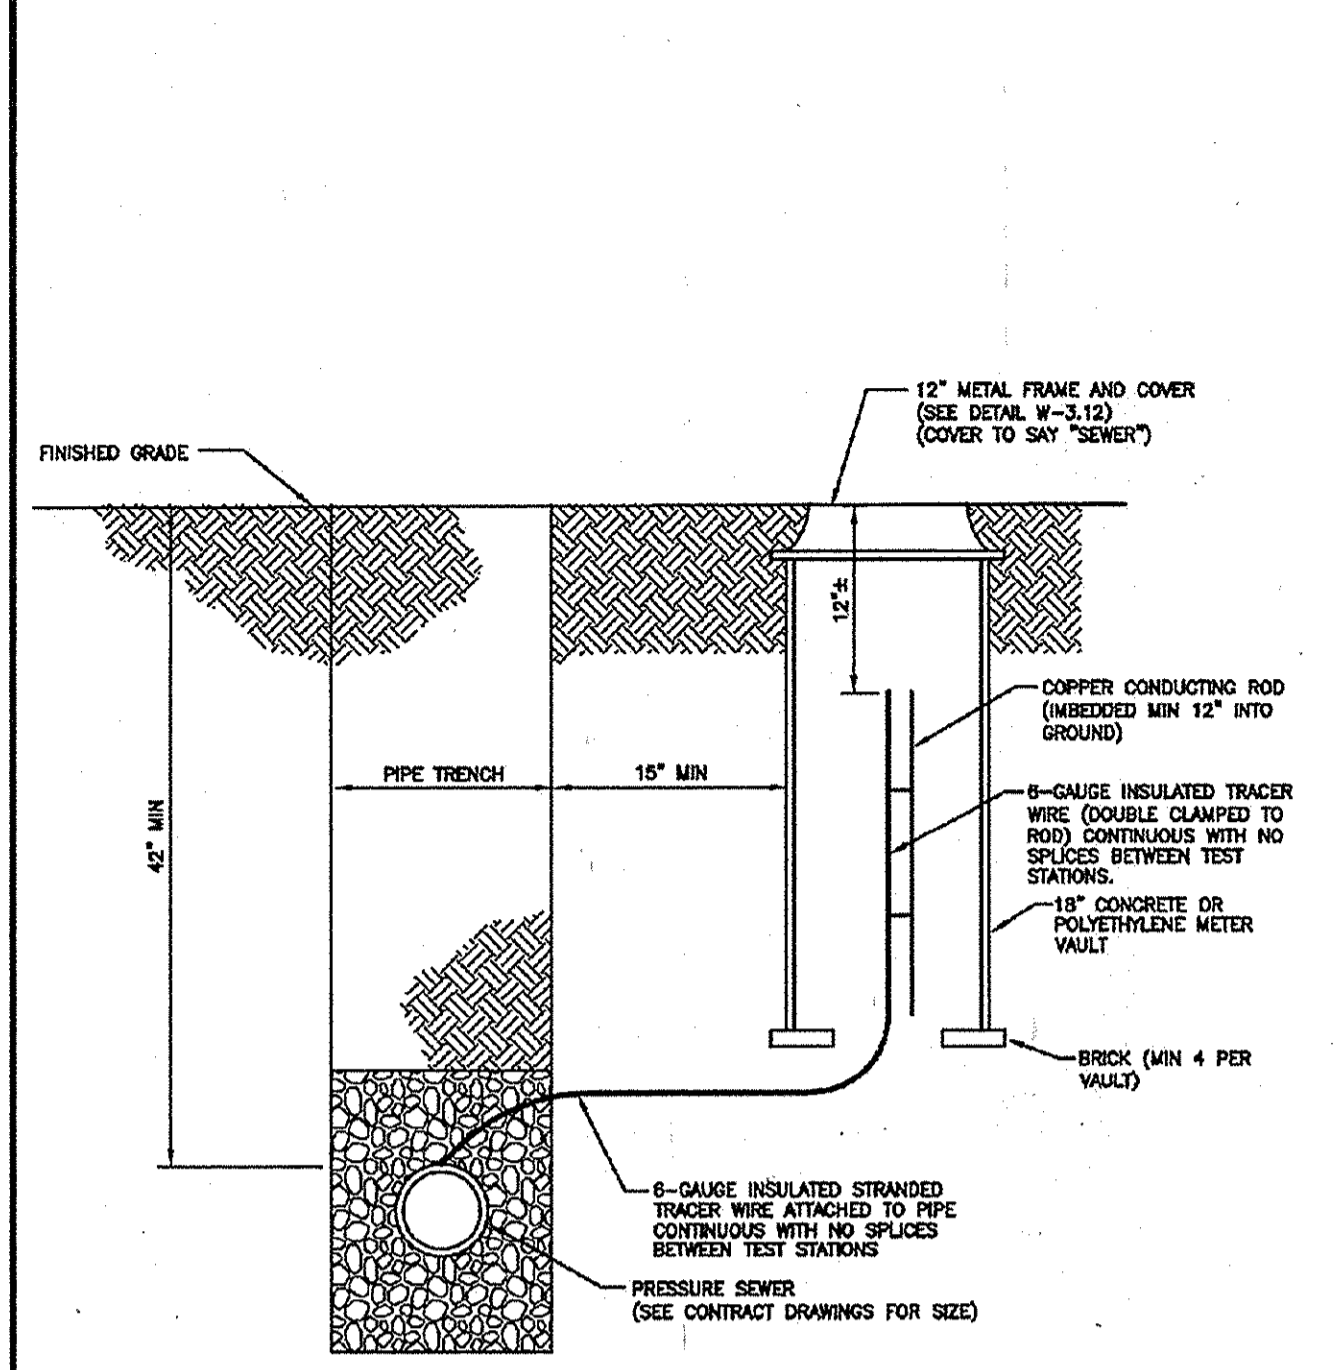 12" METAL FRAME AND COVER
(SEE DETAIL W-3.12)
(COVER TO SAY "SEWER")
FINISHED GRADE
12"±
COPPER CONDUCTING ROD
(IMBEDDED MIN 12" INTO
GROUND)
PIPE TRENCH
15" MIN
42" MIN
6-GAUGE INSULATED TRACER
WIRE (DOUBLE CLAMPED TO
ROD) CONTINUOUS WITH NO
SPLICES BETWEEN TEST
STATIONS.
18" CONCRETE OR
POLYETHYLENE METER
VAULT
BRICK (MIN 4 PER
VAULT)
6-GAUGE INSULATED STRANDED
TRACER WIRE ATTACHED TO PIPE
CONTINUOUS WITH NO SPLICES
BETWEEN TEST STATIONS
PRESSURE SEWER
(SEE CONTRACT DRAWINGS FOR SIZE)